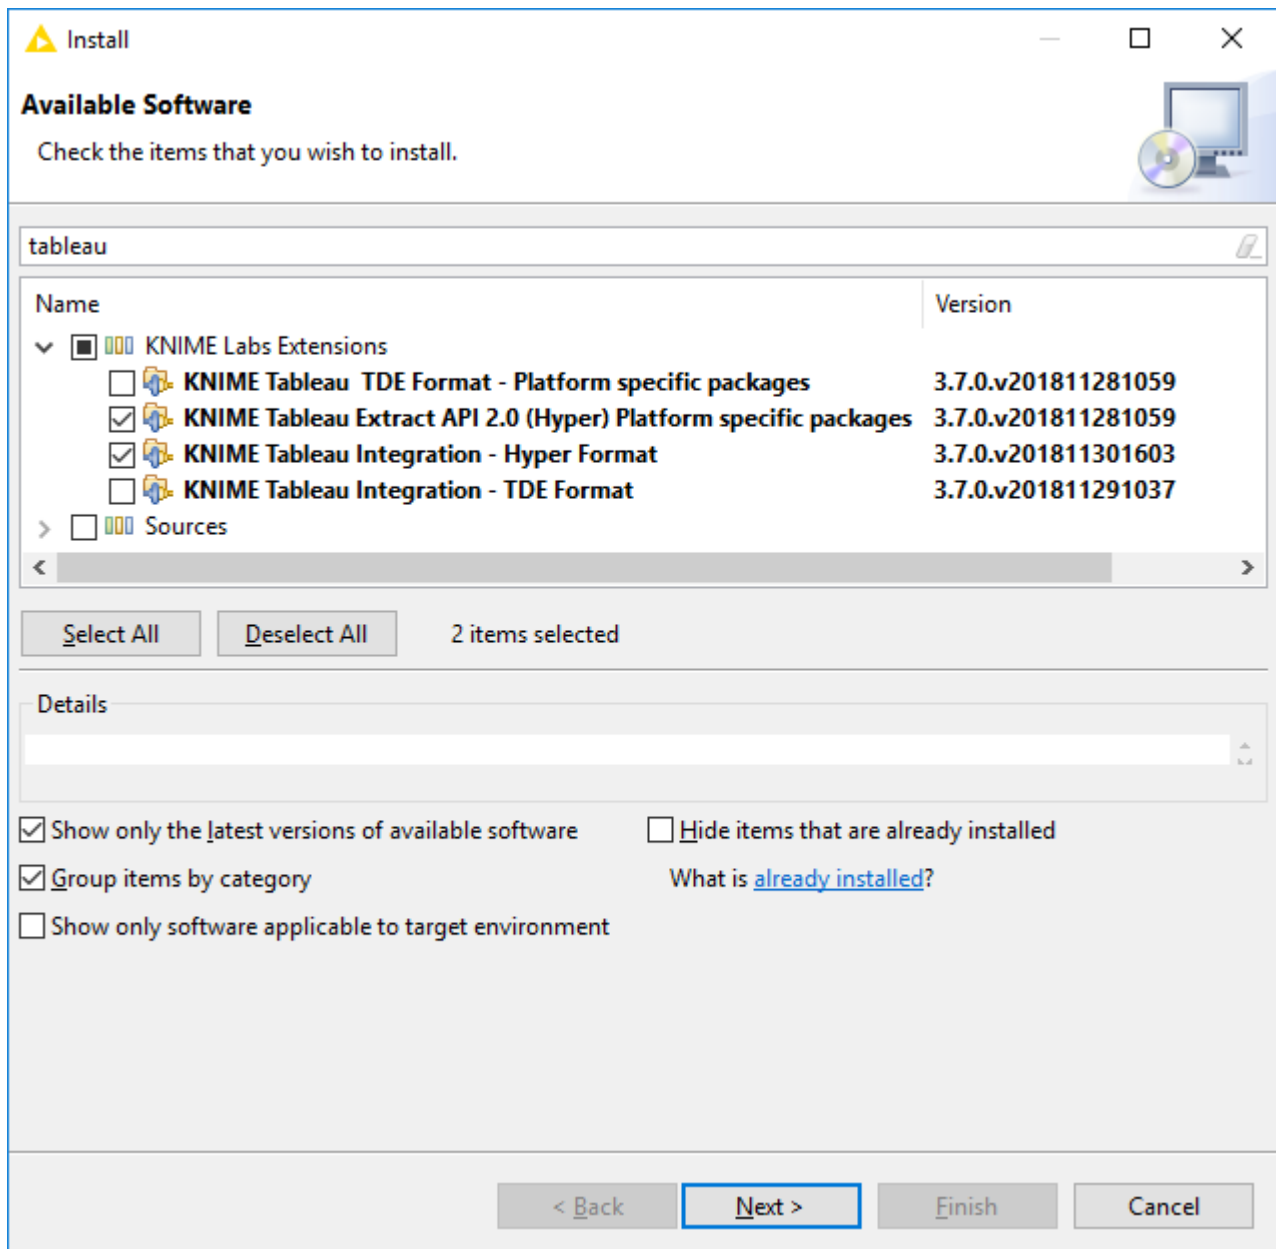 Install
Available Software
Check the items that you wish to install.
tableau
Name Version
KNIME Labs Extensions
KNIME Tableau  TDE Format - Platform specific packages 3.7.0.v201811281059
KNIME Tableau Extract API 2.0 (Hyper) Platform specific packages 3.7.0.v201811281059
KNIME Tableau Integration - Hyper Format 3.7.0.v201811301603
KNIME Tableau Integration - TDE Format 3.7.0.v201811291037
Sources
Select All Deselect All 2 items selected
Details
Show only the latest versions of available software Hide items that are already installed
Group items by category What is already installed?
Show only software applicable to target environment
< Back Next > Finish Cancel